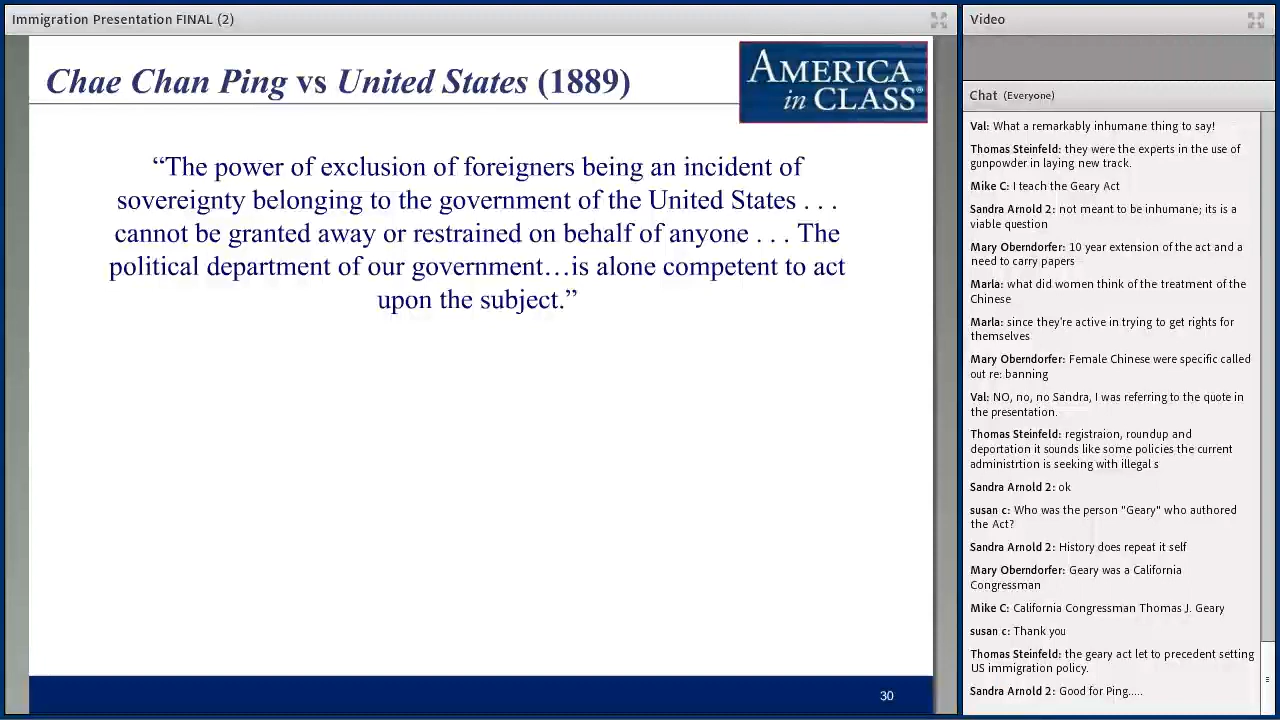 Immigration Presentation FINAL (2)
Chae Chan Ping vs United States (1889)
AMERICA
in CLASS®
“The power of exclusion of foreigners being an incident of
sovereignty belonging to the government of the United States . . .
cannot be granted away or restrained on behalf of anyone . . . The
political department of our government…is alone competent to act
upon the subject.”
30
Video
Chat (Everyone)
Val: What a remarkably inhumane thing to say!
Thomas Steinfeld: they were the experts in the use of
gunpowder in laying new track.
Mike C: I teach the Geary Act
Sandra Arnold 2: not meant to be inhumane; its is a
viable question
Mary Oberndorfer: 10 year extension of the act and a
need to carry papers
Marla: what did women think of the treatment of the
Chinese
Marla: since they're active in trying to get rights for
themselves
Mary Oberndorfer: Female Chinese were specific called
out re: banning
Val: NO, no, no Sandra, I was referring to the quote in
the presentation.
Thomas Steinfeld: registraion, roundup and
deportation it sounds like some policies the current
administrtion is seeking with illegal s
Sandra Arnold 2: ok
susan c: Who was the person "Geary" who authored
the Act?
Sandra Arnold 2: History does repeat it self
Mary Oberndorfer: Geary was a California
Congressman
Mike C: California Congressman Thomas J. Geary
susan c: Thank you
Thomas Steinfeld: the geary act let to precedent setting
US immigration policy.
Sandra Arnold 2: Good for Ping.....